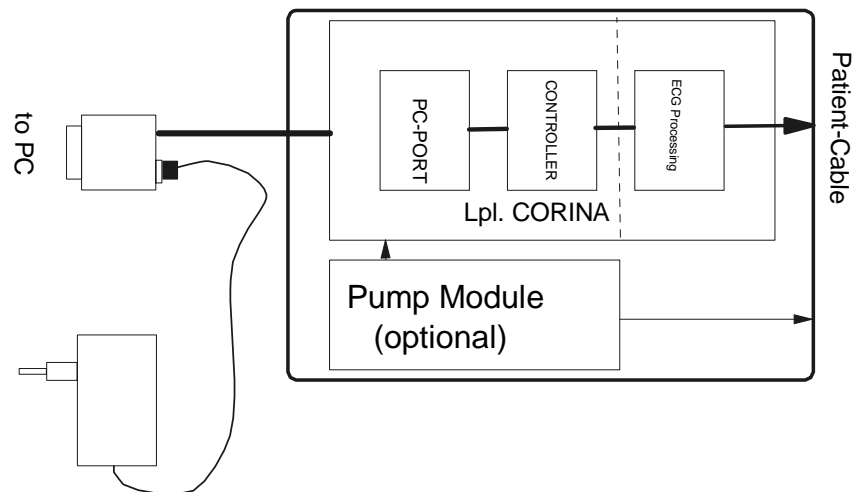 to PC
PC-PORT
CONTROLLER
ECG Processing
Patient-Cable
Lpl. CORINA
Pump Module
(optional)